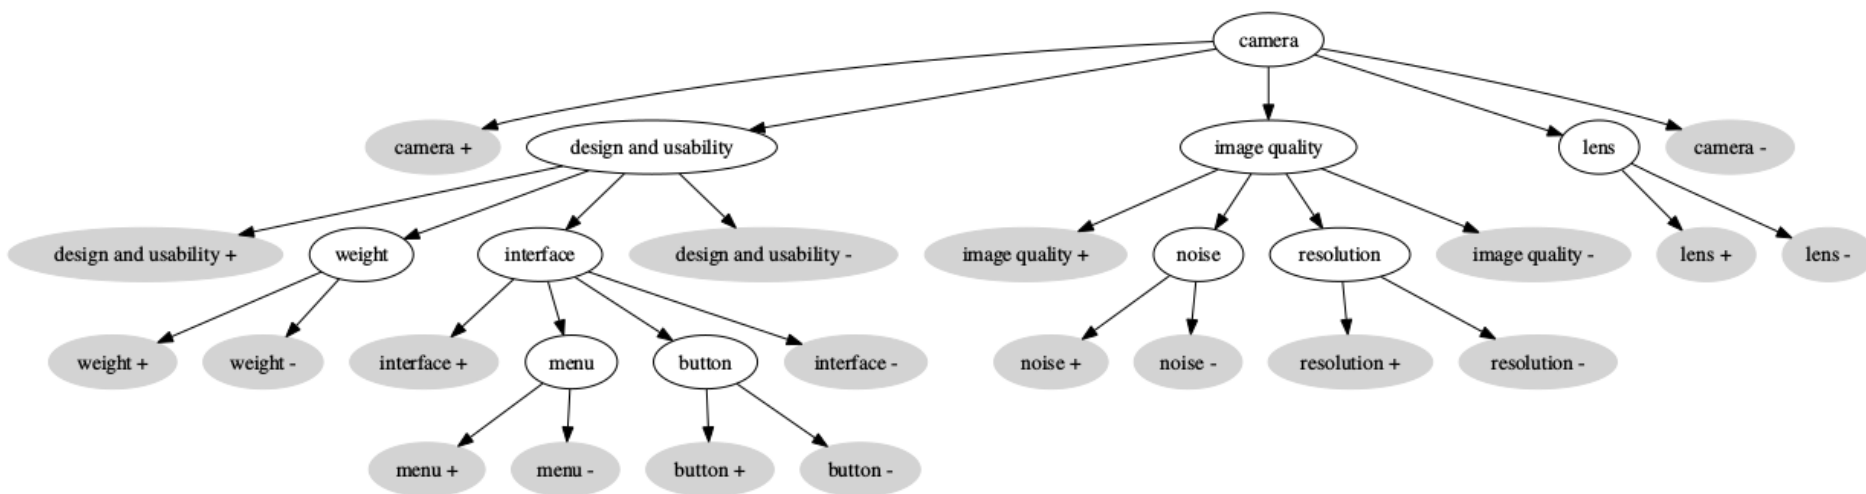 camera
camera +
design and usability
image quality
lens
camera -
design and usability +
weight
interface
design and usability -
image quality +
noise
resolution
image quality -
lens +
lens -
weight +
weight -
interface +
menu
button
interface -
noise +
noise -
resolution +
resolution -
menu +
menu -
button +
button -